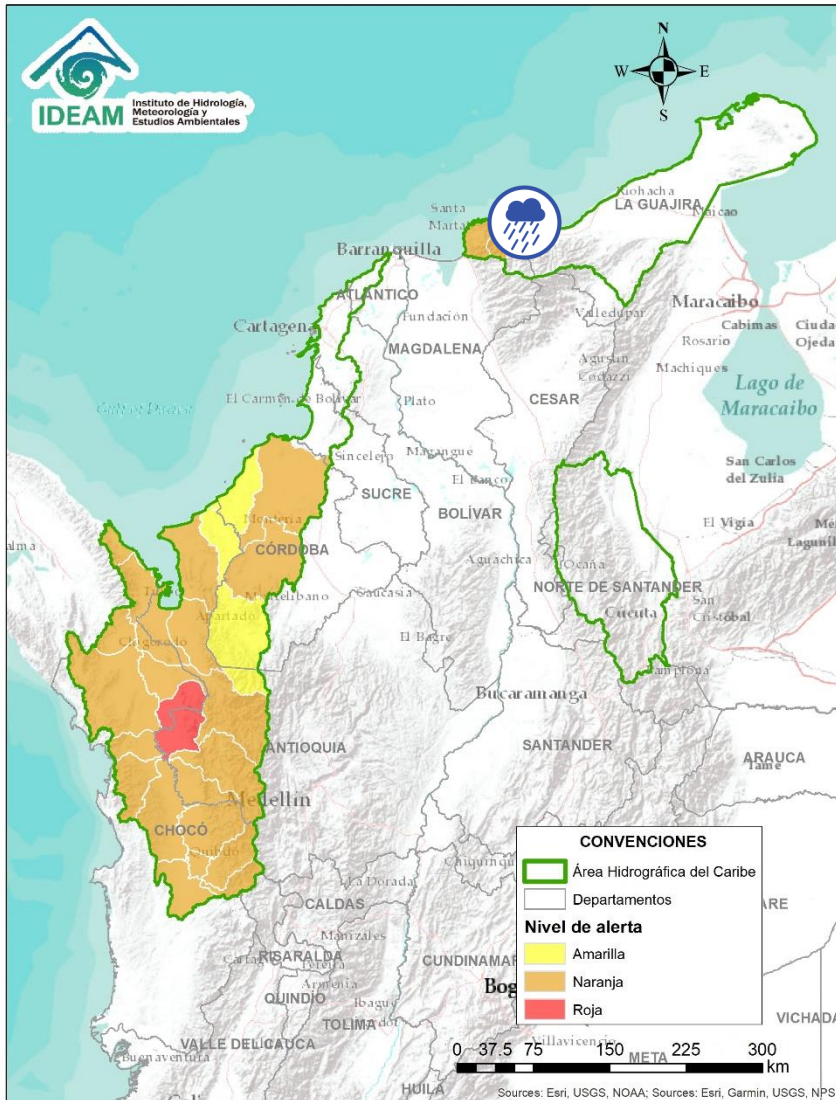 IDEAM
Instituto de Hidrología,
Meteorología y
Estudios Ambientales
N
W
E
S
Riohacha
LA GUAJIRA
Maicao
Santa
Marta
Barranquilla
ATLÁNTICO
Maracaibo
Cartagena
Fundación
Valledupar
Cabimas
Ciudad
Rosario
Ojeda
MAGDALENA
Machiques
Agustín
Codazzi
CESAR
Lago de
Maracaibo
El Carmen de Bolívar
Plato
Sincelejo
Magangué
San Carlos
del Zulia
El Banco
SUCRE
BOLÍVAR
Montería
El Vigía
CÓRDOBA
Aguachica
Ocaña
NORTE DE SANTANDER
Montelíbano
Caucasia
San
Cristóbal
Cúcuta
Turbo
Apartadó
El Bagre
Chigorodó
Pamplona
Bucaramanga
ANTIOQUIA
SANTANDER
ARAUCA
Tame
Medellín
CHOCÓ
Quibdó
La Dorada
CALDAS
Manizales
RISARALDA
Pereira
Armenia
QUINDÍO
Ibagué
TOLIMA
VALLE DEL CAUCA
Buenaventura
Villavicencio
VICHADA
META
HUILA
CONVENCIONES
Área Hidrográfica del Caribe
Departamentos
Nivel de alerta
Amarilla
Naranja
Roja
0 37.5 75 150 225 300
km
Sources: Esri, USGS, NOAA; Sources: Esri, Garmin, USGS, NPS